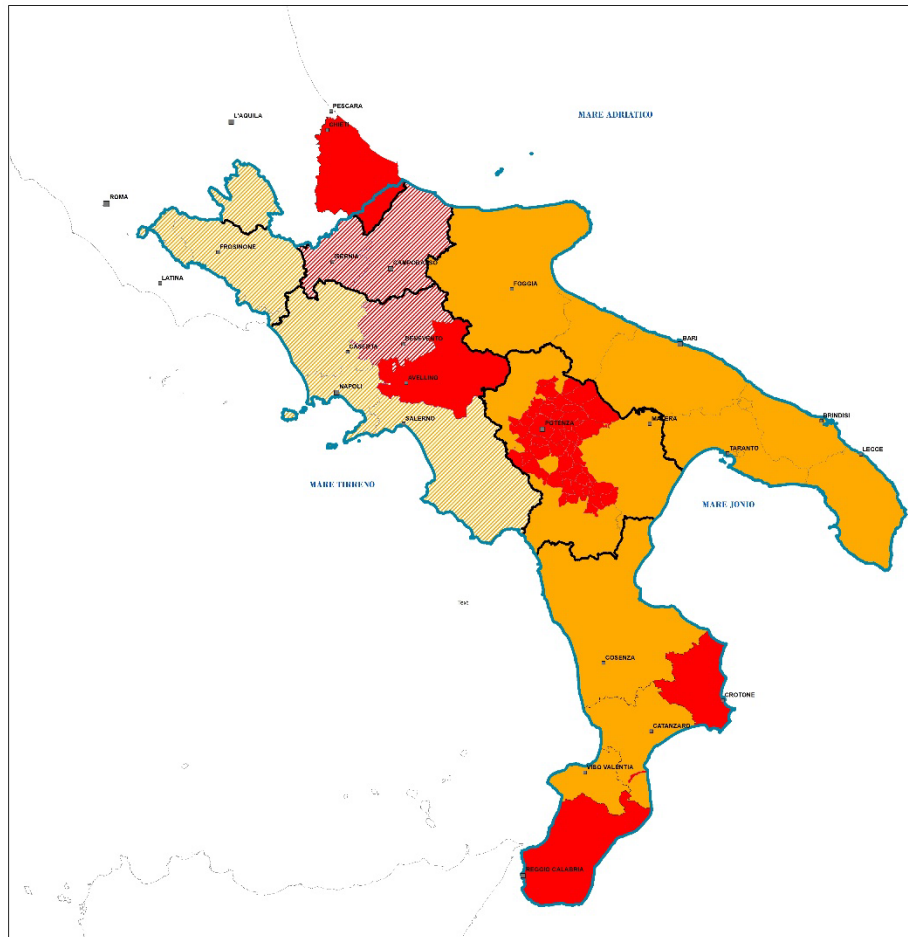 PESCARA
L'AQUILA
MARE ADRIATICO
CHIETI
ROMA
FROSINONE
ISERNIA
CAMPOBASSO
LATINA
FOGGIA
BENEVENTO
BARI
CASERTA
AVELLINO
NAPOLI
SALERNO
POTENZA
MATERA
BRINDISI
TARANTO
LECCE
MARE TIRRENO
MARE JONIO
COSENZA
CROTONE
CATANZARO
VIBO VALENTIA
REGGIO CALABRIA